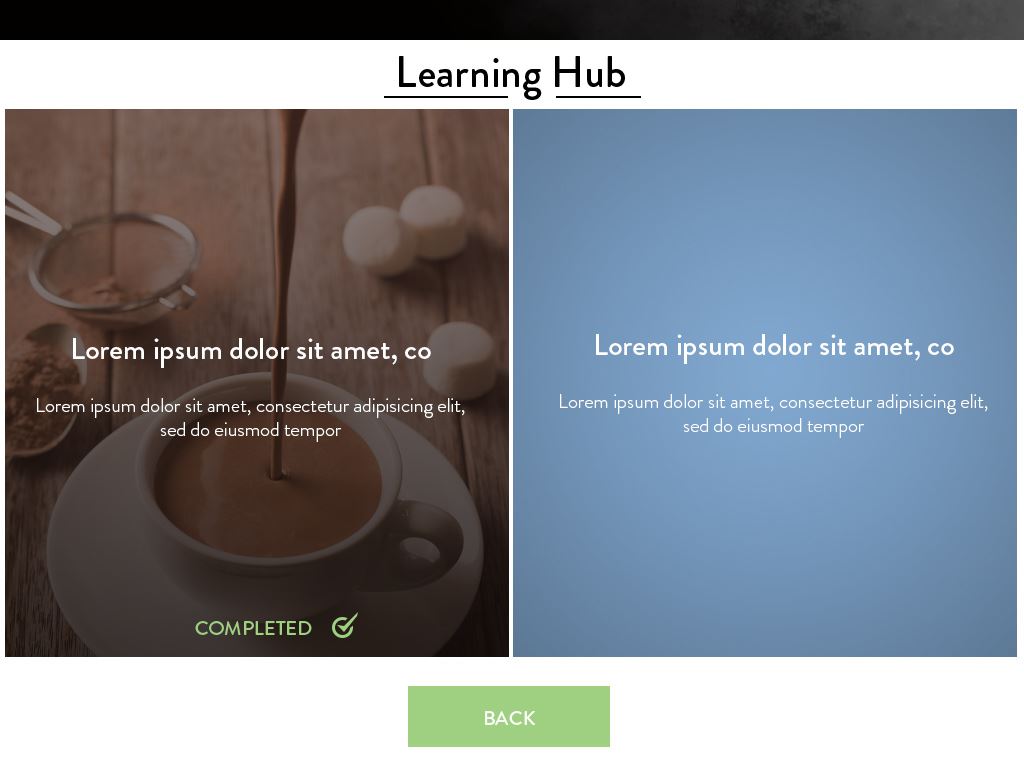 Learning Hub
Lorem ipsum dolor sit amet, co
Lorem ipsum dolor sit amet, consectetur adipisicing elit,
sed do eiusmod tempor
COMPLETED
Lorem ipsum dolor sit amet, co
Lorem ipsum dolor sit amet, consectetur adipisicing elit,
sed do eiusmod tempor
BACK